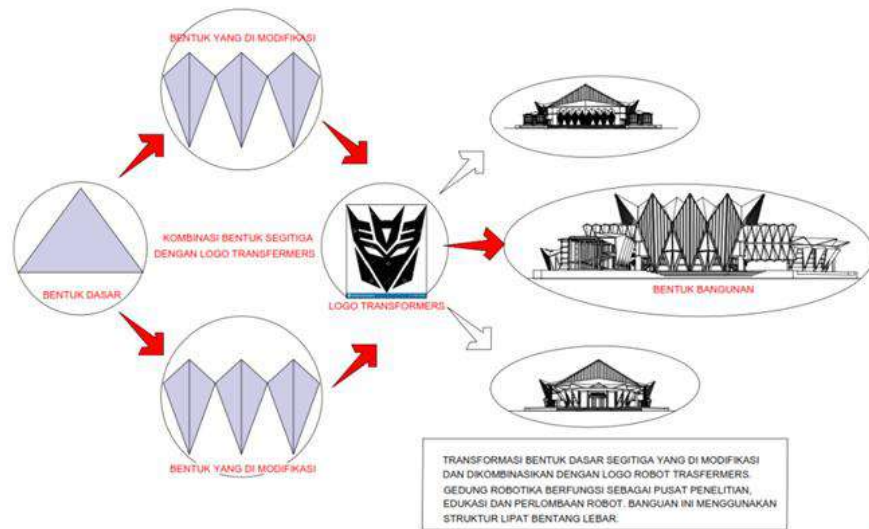 BENTUK YANG DI MODIFIKASI
KOMBINASI BENTUK SEGITIGA
DENGAN LOGO TRANSFERMERS
BENTUK DASAR
LOGO TRANSFORMERS
BENTUK BANGUNAN
BENTUK YANG DI MODIFIKASI
TRANSFORMASI BENTUK DASAR SEGITIGA YANG DI MODIFIKASI
DAN DIKOMBINASIKAN DENGAN LOGO ROBOT TRASFERMERS.
GEDUNG ROBOTIKA BERFUNGSI SEBAGAI PUSAT PENELITIAN,
EDUKASI DAN PERLOMBAAN ROBOT. BANGUAN INI MENGGUNAKAN
STRUKTUR LIPAT BENTANG LEBAR.